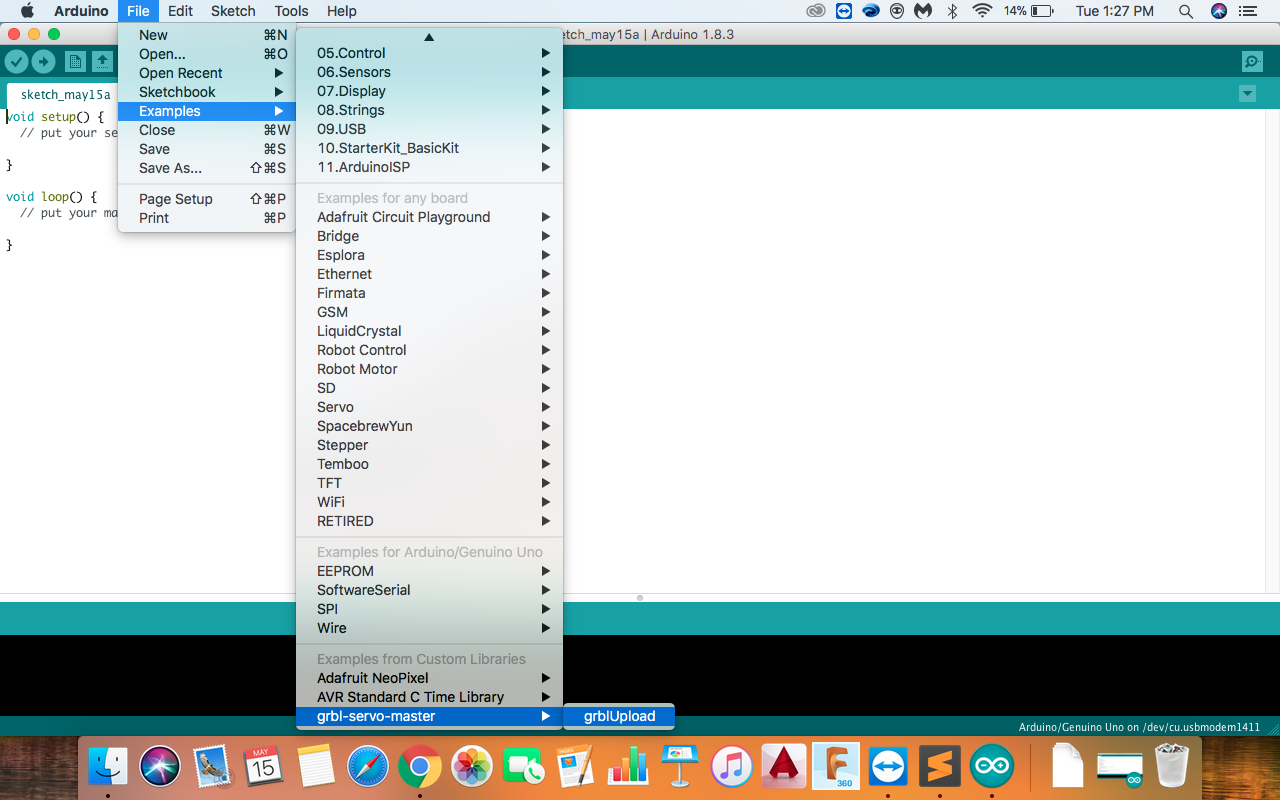 Arduino File Edit Sketch Tools Help 14% Tue 1:27 PM
etch_may15a | Arduino 1.8.3
New ⌘N
Open... ⌘O
Open Recent
Sketchbook
Examples
Close ⌘W
Save ⌘S
Save As... ⇧⌘S
Page Setup ⇧⌘P
Print ⌘P
05.Control
06.Sensors
07.Display
08.Strings
09.USB
10.StarterKit_BasicKit
11.ArduinoISP
Examples for any board
Adafruit Circuit Playground
Bridge
Esplora
Ethernet
Firmata
GSM
LiquidCrystal
Robot Control
Robot Motor
SD
Servo
SpacebrewYun
Stepper
Temboo
TFT
WiFi
RETIRED
Examples for Arduino/Genuino Uno
EEPROM
SoftwareSerial
SPI
Wire
Examples from Custom Libraries
Adafruit NeoPixel
AVR Standard C Time Library
grbl-servo-master
grblUpload
sketch_may15a
void setup() {
// put your se
}
void loop() {
// put your ma
}
Arduino/Genuino Uno on /dev/cu.usbmodem1411
MAY
15
PAGES
360